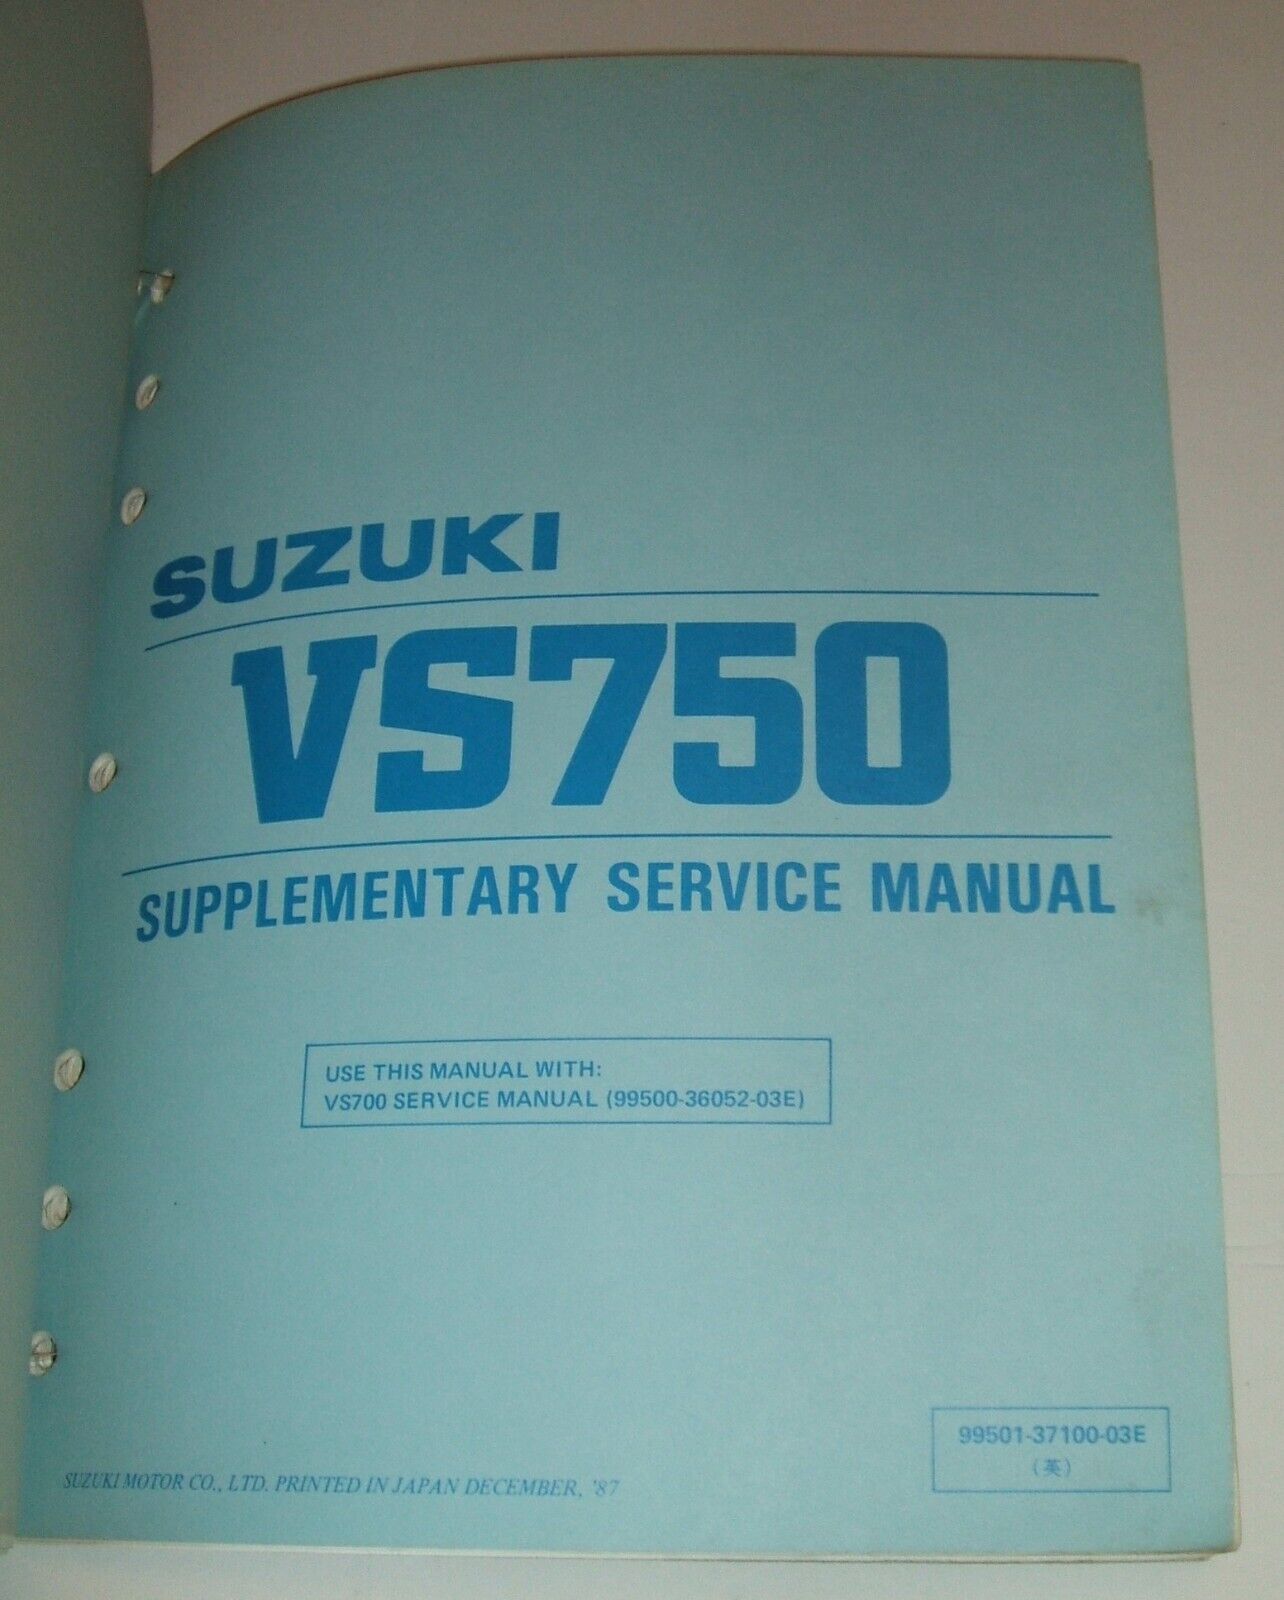 SUZUKI
VS750
SUPPLEMENTARY SERVICE MANUAL
USE THIS MANUAL WITH:
VS700 SERVICE MANUAL (99500-36052-03E)
99501-37100-03E
(英)
SUZUKI MOTOR CO., LTD. PRINTED IN JAPAN DECEMBER, '87